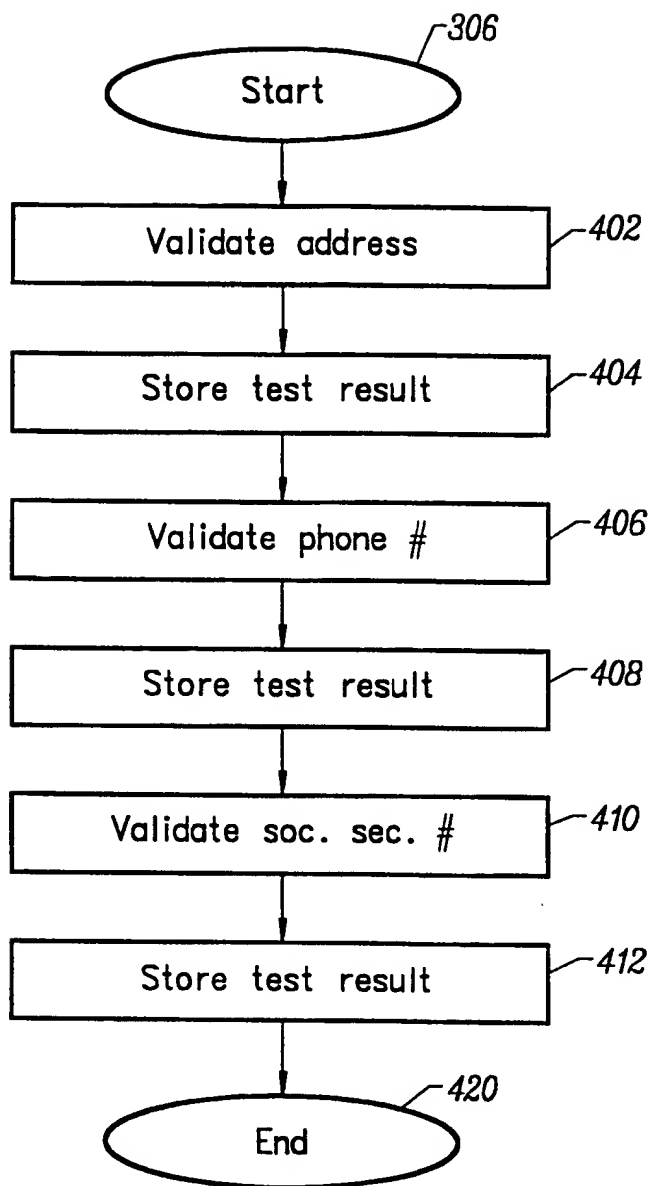 306
Start
Validate address
402
Store test result
404
Validate phone #
406
Store test result
408
Validate soc. sec. #
410
Store test result
412
420
End